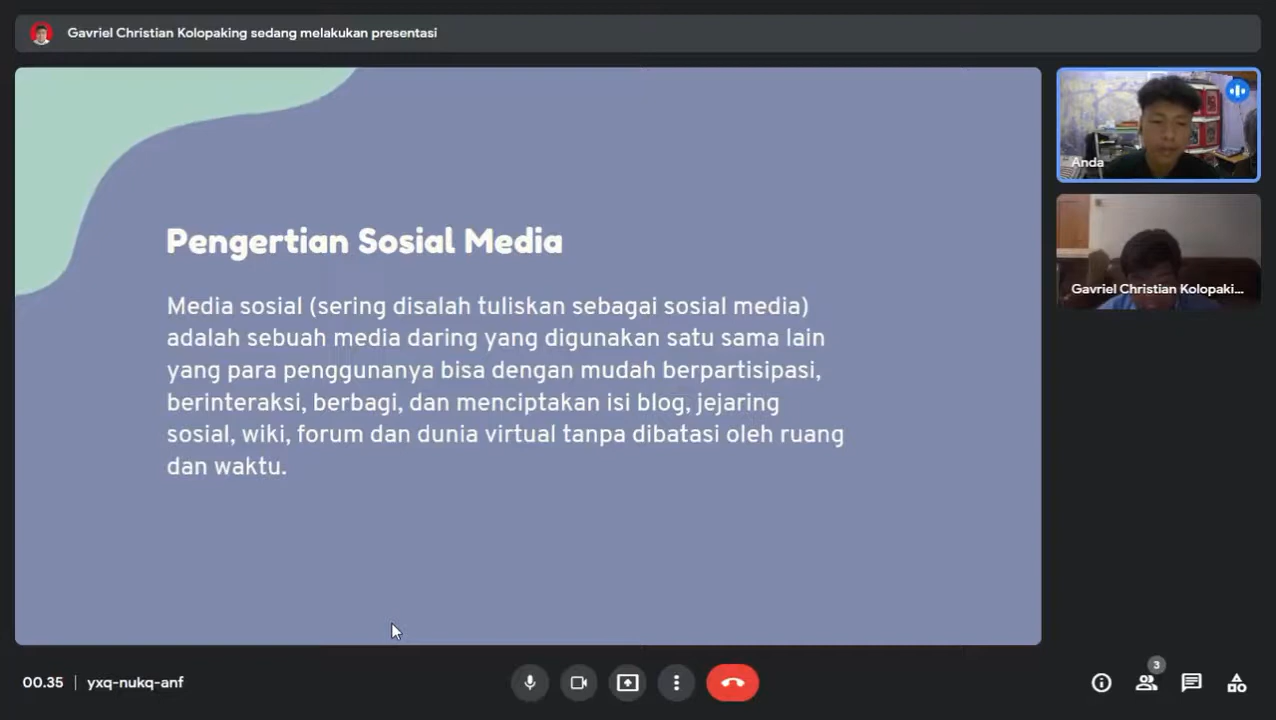 Gavriel Christian Kolopaking sedang melakukan presentasi
Pengertian Sosial Media
Media sosial (sering disalah tuliskan sebagai sosial media)
adalah sebuah media daring yang digunakan satu sama lain
yang para penggunanya bisa dengan mudah berpartisipasi,
berinteraksi, berbagi, dan menciptakan isi blog, jejaring
sosial, wiki, forum dan dunia virtual tanpa dibatasi oleh ruang
dan waktu.
Anda
Gavriel Christian Kolopaki...
00.35 | yxq-nukq-anf
3